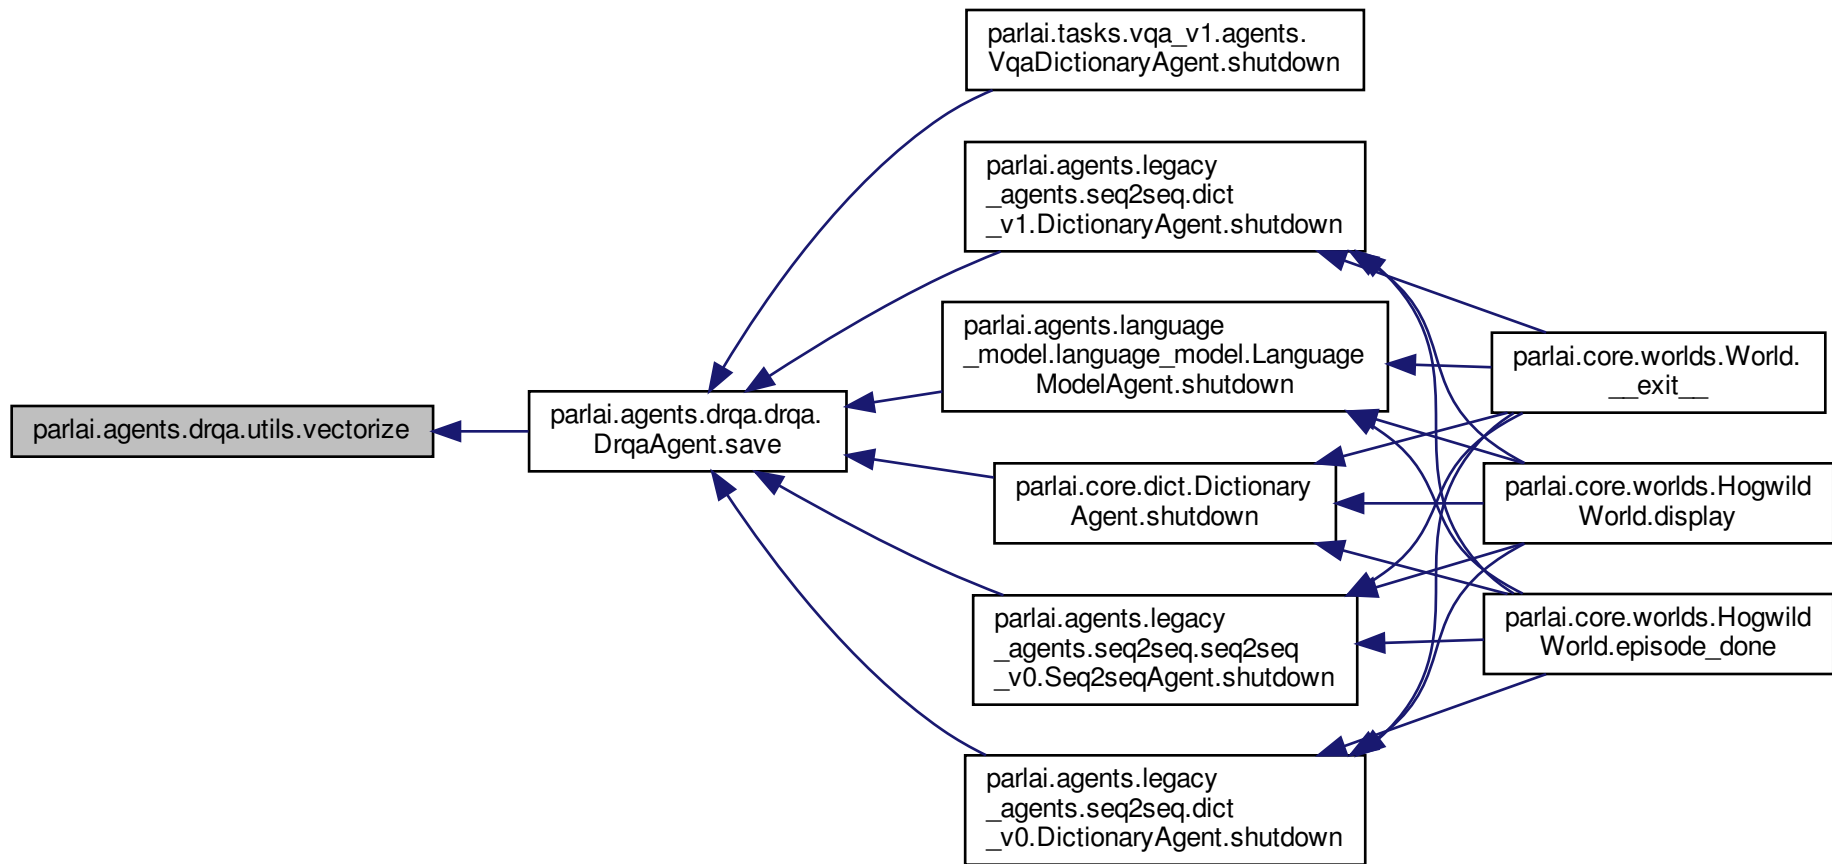 parlai.agents.drqa.utils.vectorize
parlai.agents.drqa.drqa.
DrqaAgent.save
parlai.tasks.vqa_v1.agents.
VqaDictionaryAgent.shutdown
parlai.agents.legacy
_agents.seq2seq.dict
_v1.DictionaryAgent.shutdown
parlai.agents.language
_model.language_model.Language
ModelAgent.shutdown
parlai.core.dict.Dictionary
Agent.shutdown
parlai.agents.legacy
_agents.seq2seq.seq2seq
_v0.Seq2seqAgent.shutdown
parlai.agents.legacy
_agents.seq2seq.dict
_v0.DictionaryAgent.shutdown
parlai.core.worlds.World.
__exit__
parlai.core.worlds.Hogwild
World.display
parlai.core.worlds.Hogwild
World.episode_done